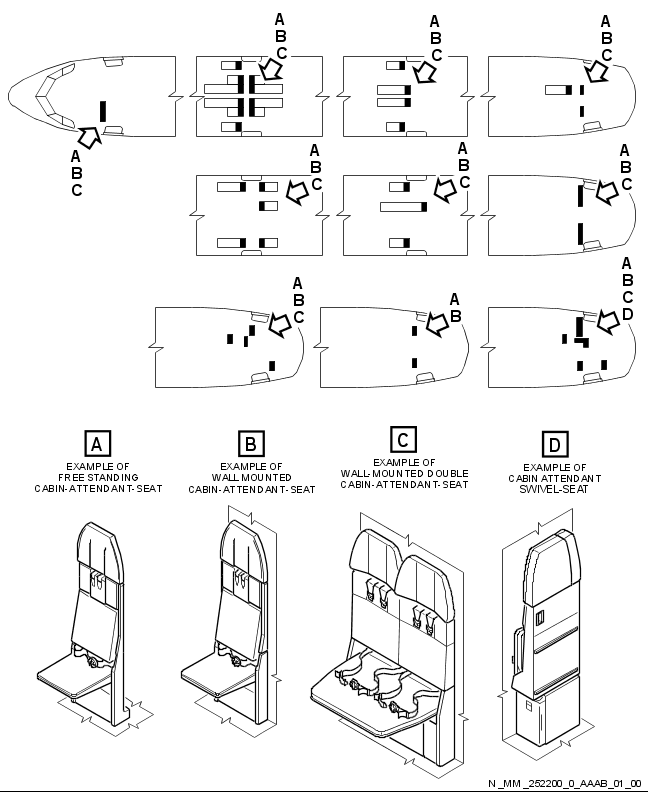 A
B
C
A
B
C
A
B
C
A
B
C
A
B
C
A
B
C
A
B
C
A
B
C
A
B
A
B
C
D
A
EXAMPLE OF
FREE STANDING
CABIN-ATTENDANT-SEAT
B
EXAMPLE OF
WALL MOUNTED
CABIN-ATTENDANT-SEAT
C
EXAMPLE OF
WALL-MOUNTED DOUBLE
CABIN-ATTENDANT-SEAT
D
EXAMPLE OF
CABIN ATTENDANT
SWIVEL-SEAT
N_MM_252200_0_AAAB_01_00